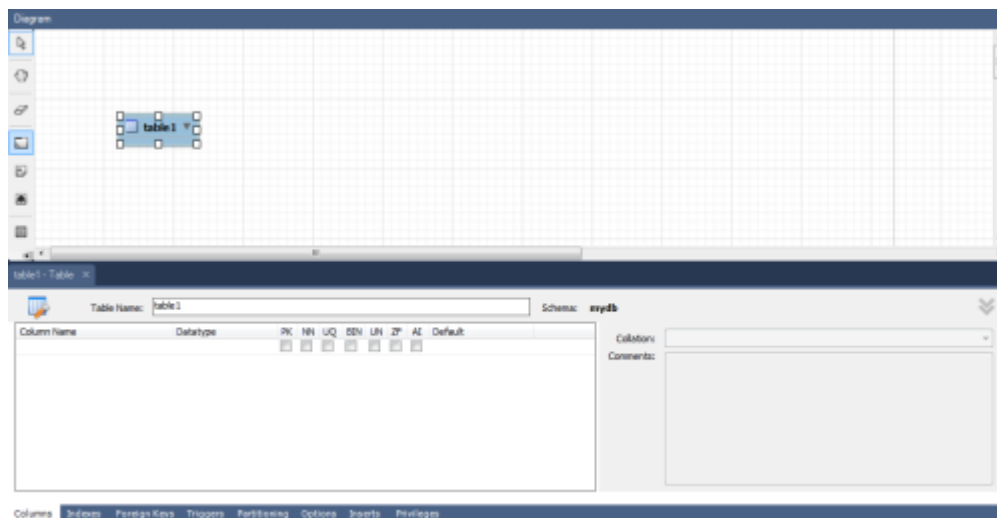 Diagram
table1
table1 - Table ×
Table Name: table1 Schema: mydb
Column Name Datatype PK NN UQ BIN UN ZF AI Default
Collation:
Comments:
Columns Indexes Foreign Keys Triggers Partitioning Options Inserts Privileges